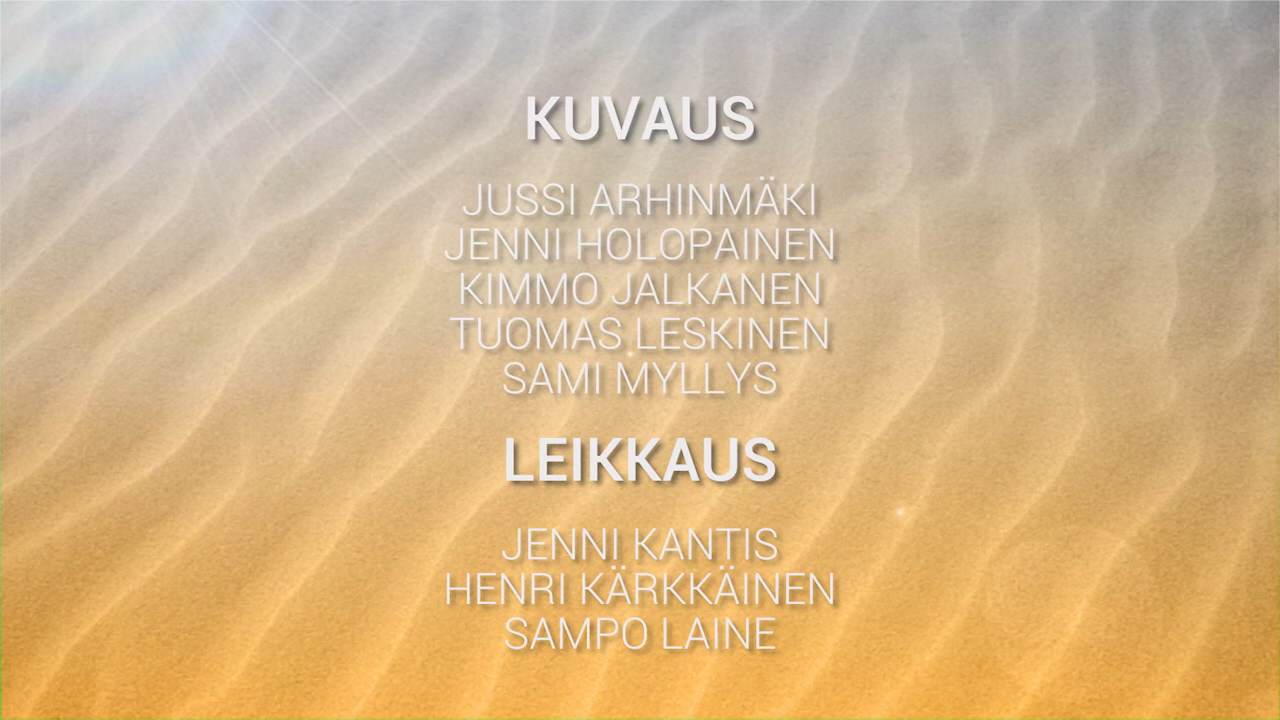 KUVAUS
JUSSI ARHINMÄKI
JENNI HOLOPAINEN
KIMMO JALKANEN
TUOMAS LESKINEN
SAMI MYLLYS
LEIKKAUS
JENNI KANTIS
HENRI KÄRKKÄINEN
SAMPO LAINE